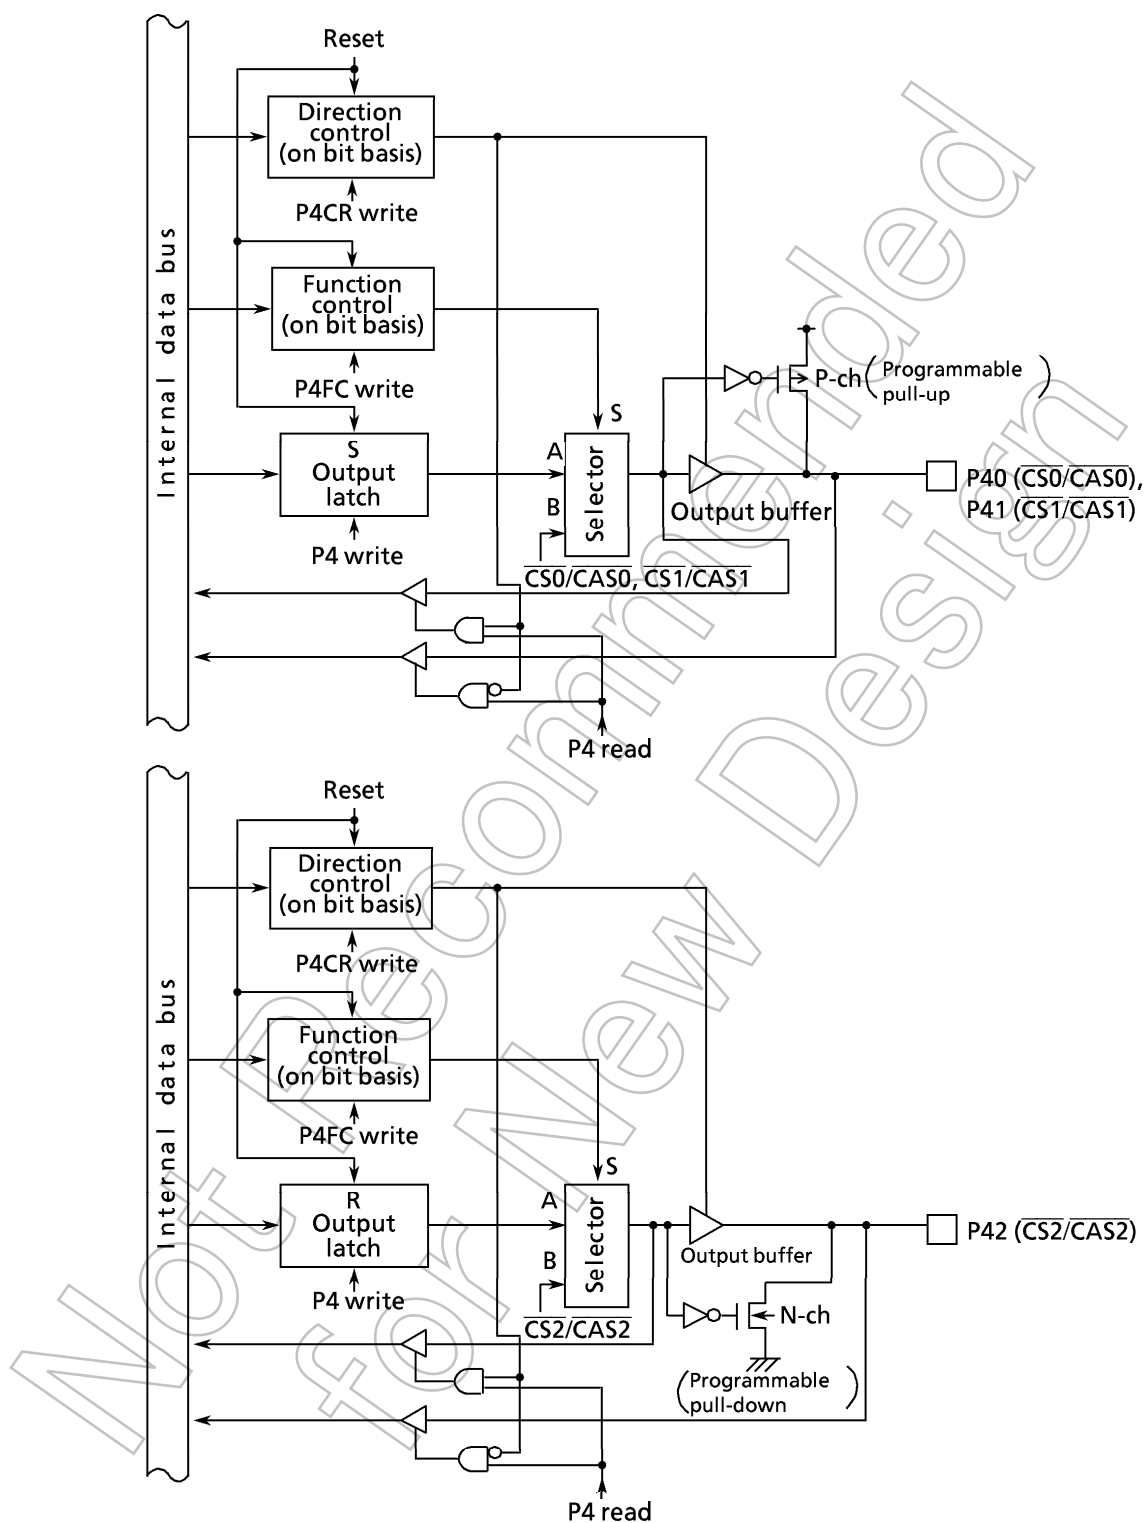 Reset
Direction
control
(on bit basis)
P4CR write
Internal data bus
Function
control
(on bit basis)
P4FC write
S
P-ch (Programmable
pull-up)
S
Output
latch
A
B
Selector
Output buffer
P40 (CS0/CAS0),
P41 (CS1/CAS1)
P4 write
CS0/CAS0, CS1/CAS1
P4 read
Reset
Direction
control
(on bit basis)
P4CR write
Internal data bus
Function
control
(on bit basis)
P4FC write
S
R
Output
latch
A
B
Selector
Output buffer
P42 (CS2/CAS2)
P4 write
CS2/CAS2
N-ch
(Programmable
pull-down)
P4 read
Not Recommended
for New Design